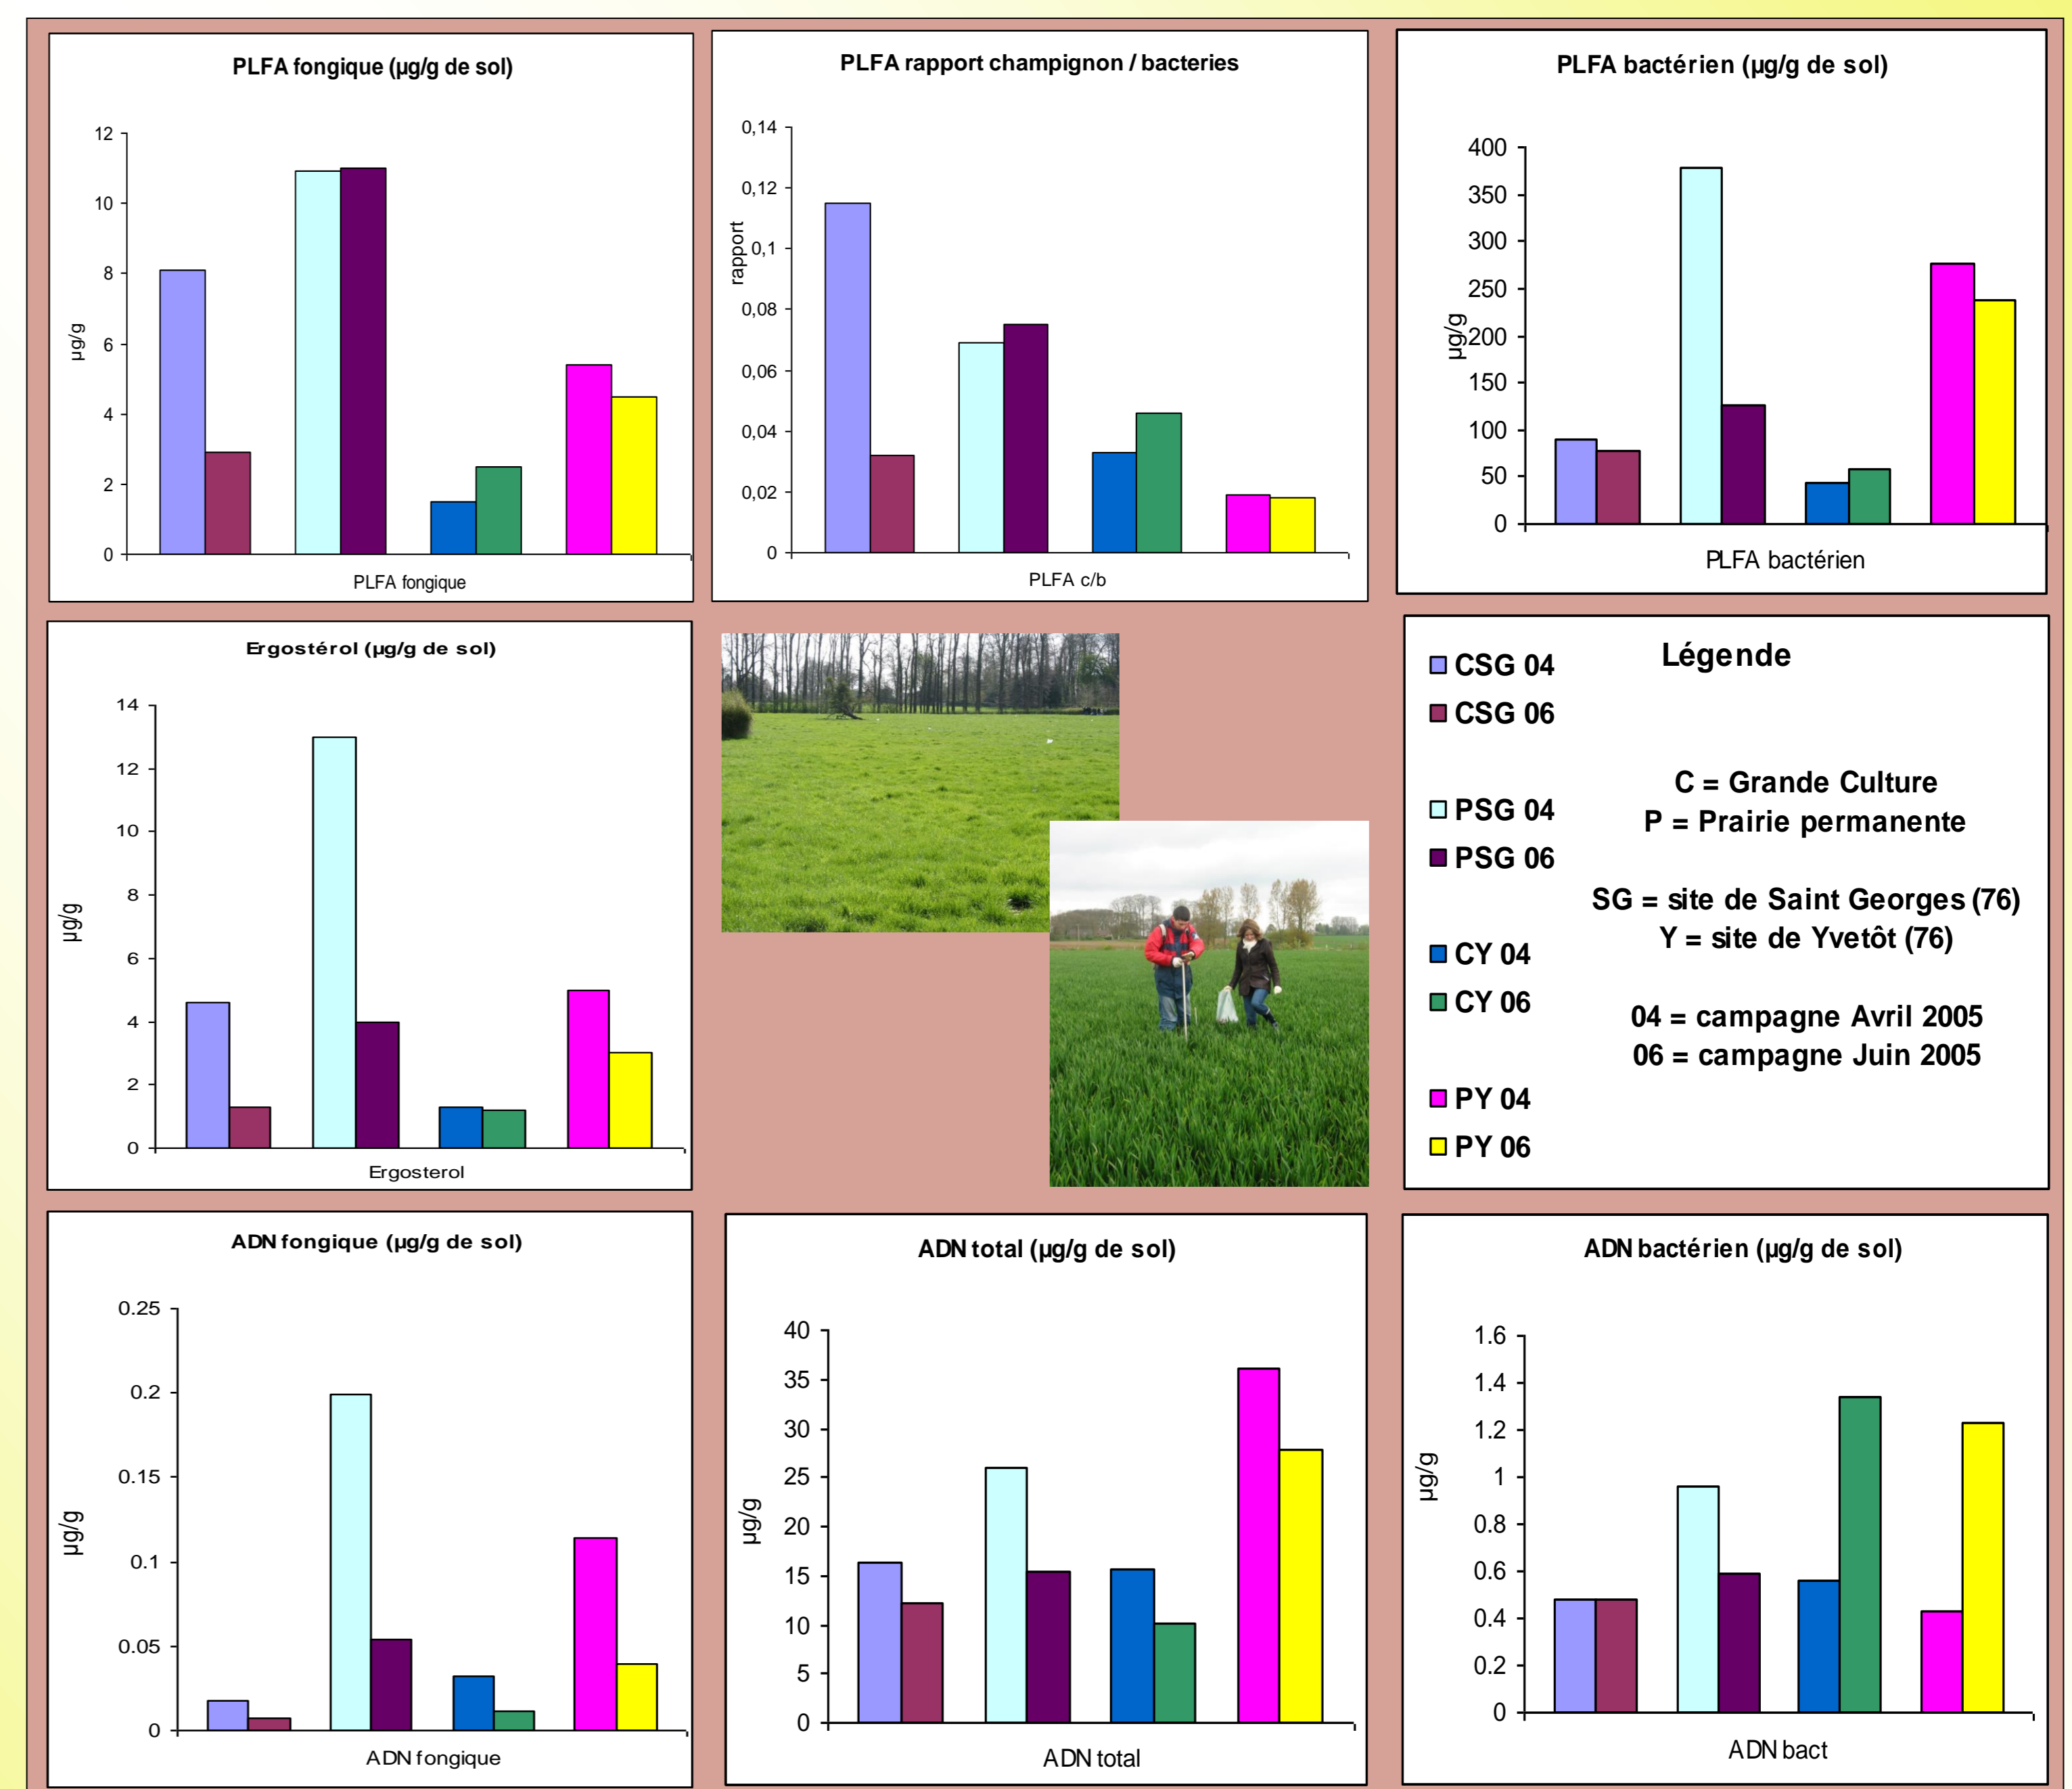 PLFA fongique (µg/g de sol)
12
10
8
6
4
2
0
µg/g
PLFA fongique
PLFA rapport champignon / bacteries
0,14
0,12
0,1
0,08
0,06
0,04
0,02
0
rapport
PLFA c/b
PLFA bactérien (µg/g de sol)
400
350
300
250
200
150
100
50
0
µg/g
PLFA bactérien
Ergostérol (µg/g de sol)
14
12
10
8
6
4
2
0
µg/g
Ergosterol
Légende
CSG 04
CSG 06
PSG 04
PSG 06
CY 04
CY 06
PY 04
PY 06
C = Grande Culture
P = Prairie permanente
SG = site de Saint Georges (76)
Y = site de Yvetôt (76)
04 = campagne Avril 2005
06 = campagne Juin 2005
ADN fongique (µg/g de sol)
0.25
0.2
0.15
0.1
0.05
0
µg/g
ADN fongique
ADN total (µg/g de sol)
40
35
30
25
20
15
10
5
0
µg/g
ADN total
ADN bactérien (µg/g de sol)
1.6
1.4
1.2
1
0.8
0.6
0.4
0.2
0
µg/g
ADN bact